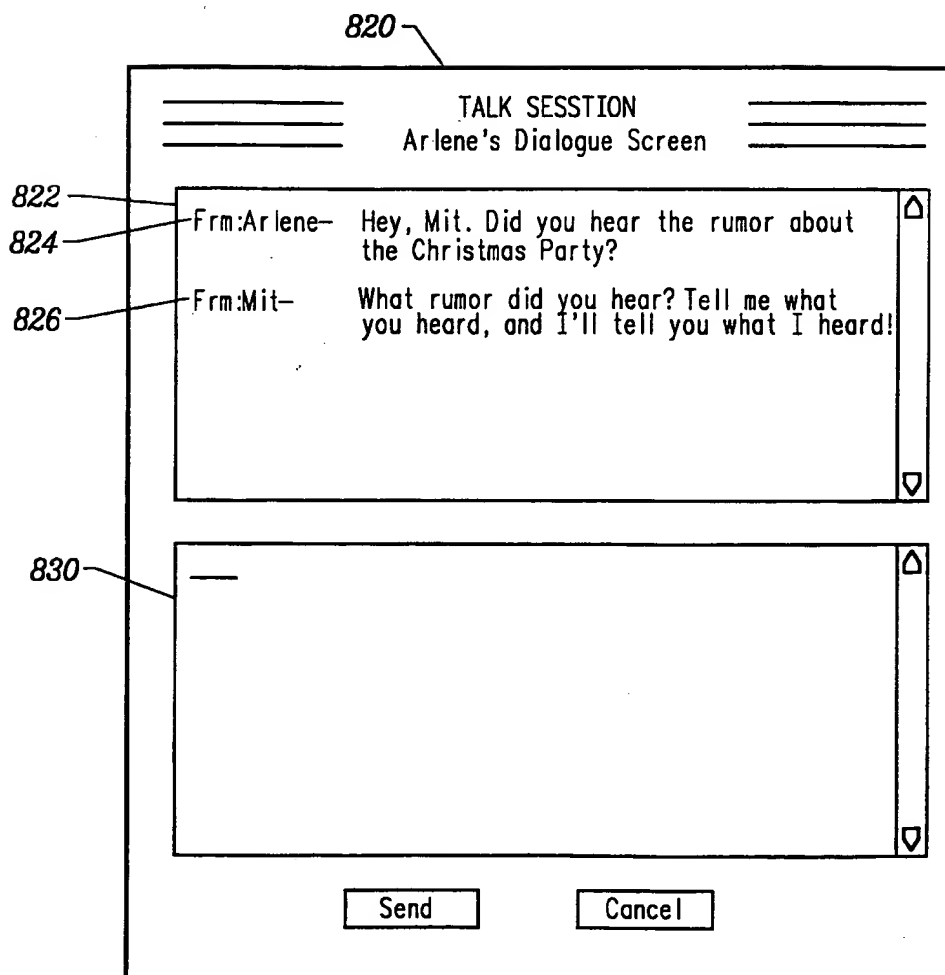 820
TALK SESSTION
Arlene's Dialogue Screen
822
824
Frm:Arlene– Hey, Mit. Did you hear the rumor about
the Christmas Party?
826
Frm:Mit– What rumor did you hear? Tell me what
you heard, and I'll tell you what I heard!
830
Send Cancel